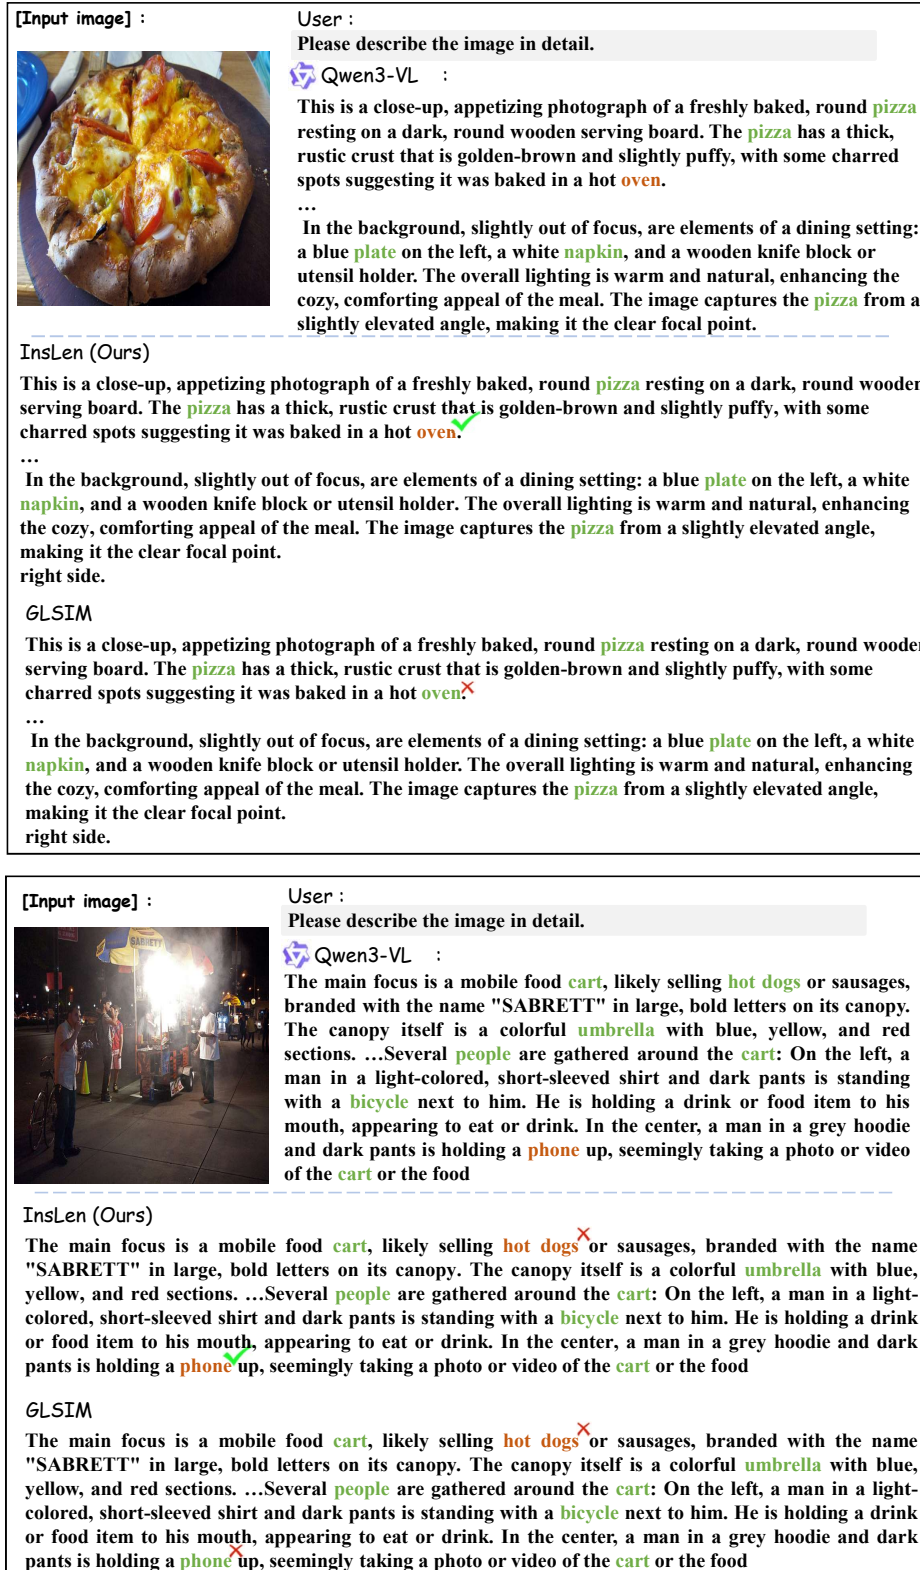 [Input image] :
User :
Please describe the image in detail.
Qwen3-VL :
This is a close-up, appetizing photograph of a freshly baked, round pizza
resting on a dark, round wooden serving board. The pizza has a thick,
rustic crust that is golden-brown and slightly puffy, with some charred
spots suggesting it was baked in a hot oven.
...
In the background, slightly out of focus, are elements of a dining setting:
a blue plate on the left, a white napkin, and a wooden knife block or
utensil holder. The overall lighting is warm and natural, enhancing the
cozy, comforting appeal of the meal. The image captures the pizza from a
slightly elevated angle, making it the clear focal point.
InsLen (Ours)
This is a close-up, appetizing photograph of a freshly baked, round pizza resting on a dark, round wooden
serving board. The pizza has a thick, rustic crust that is golden-brown and slightly puffy, with some
charred spots suggesting it was baked in a hot oven.
...
In the background, slightly out of focus, are elements of a dining setting: a blue plate on the left, a white
napkin, and a wooden knife block or utensil holder. The overall lighting is warm and natural, enhancing
the cozy, comforting appeal of the meal. The image captures the pizza from a slightly elevated angle,
making it the clear focal point.
right side.
GLSIM
This is a close-up, appetizing photograph of a freshly baked, round pizza resting on a dark, round wooden
serving board. The pizza has a thick, rustic crust that is golden-brown and slightly puffy, with some
charred spots suggesting it was baked in a hot oven.
...
In the background, slightly out of focus, are elements of a dining setting: a blue plate on the left, a white
napkin, and a wooden knife block or utensil holder. The overall lighting is warm and natural, enhancing
the cozy, comforting appeal of the meal. The image captures the pizza from a slightly elevated angle,
making it the clear focal point.
right side.
[Input image] :
User :
Please describe the image in detail.
SABRETT
Qwen3-VL :
The main focus is a mobile food cart, likely selling hot dogs or sausages,
branded with the name "SABRETT" in large, bold letters on its canopy.
The canopy itself is a colorful umbrella with blue, yellow, and red
sections. ...Several people are gathered around the cart: On the left, a
man in a light-colored, short-sleeved shirt and dark pants is standing
with a bicycle next to him. He is holding a drink or food item to his
mouth, appearing to eat or drink. In the center, a man in a grey hoodie
and dark pants is holding a phone up, seemingly taking a photo or video
of the cart or the food
InsLen (Ours)
The main focus is a mobile food cart, likely selling hot dogs or sausages, branded with the name
"SABRETT" in large, bold letters on its canopy. The canopy itself is a colorful umbrella with blue,
yellow, and red sections. ...Several people are gathered around the cart: On the left, a man in a light-
colored, short-sleeved shirt and dark pants is standing with a bicycle next to him. He is holding a drink
or food item to his mouth, appearing to eat or drink. In the center, a man in a grey hoodie and dark
pants is holding a phone up, seemingly taking a photo or video of the cart or the food
GLSIM
The main focus is a mobile food cart, likely selling hot dogs or sausages, branded with the name
"SABRETT" in large, bold letters on its canopy. The canopy itself is a colorful umbrella with blue,
yellow, and red sections. ...Several people are gathered around the cart: On the left, a man in a light-
colored, short-sleeved shirt and dark pants is standing with a bicycle next to him. He is holding a drink
or food item to his mouth, appearing to eat or drink. In the center, a man in a grey hoodie and dark
pants is holding a phone up, seemingly taking a photo or video of the cart or the food